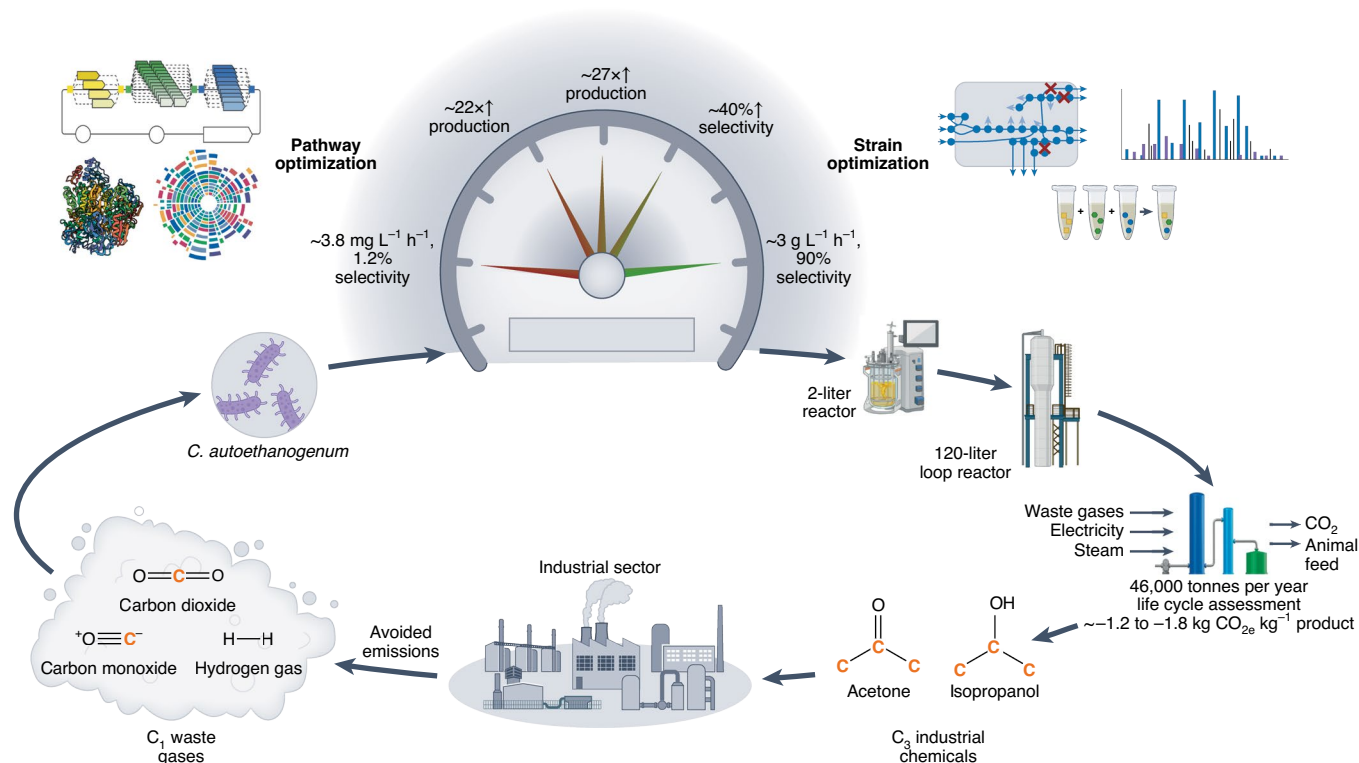 ~27×↑
production
~22×↑
production
~40%↑
selectivity
Pathway
optimization
Strain
optimization
~3.8 mg L⁻¹ h⁻¹,
1.2%
selectivity
~3 g L⁻¹ h⁻¹,
90%
selectivity
+ +
2-liter
reactor
C. autoethanogenum
120-liter
loop reactor
Waste gases
Electricity
Steam
CO₂
Animal
feed
46,000 tonnes per year
life cycle assessment
~–1.2 to –1.8 kg CO₂ₑ kg⁻¹ product
O C O
Carbon dioxide
⁺O C⁻
H H
Carbon monoxide
Hydrogen gas
Avoided
emissions
Industrial sector
O
C
C C
Acetone
OH
C
C C
Isopropanol
C₁ waste
gases
C₃ industrial
chemicals